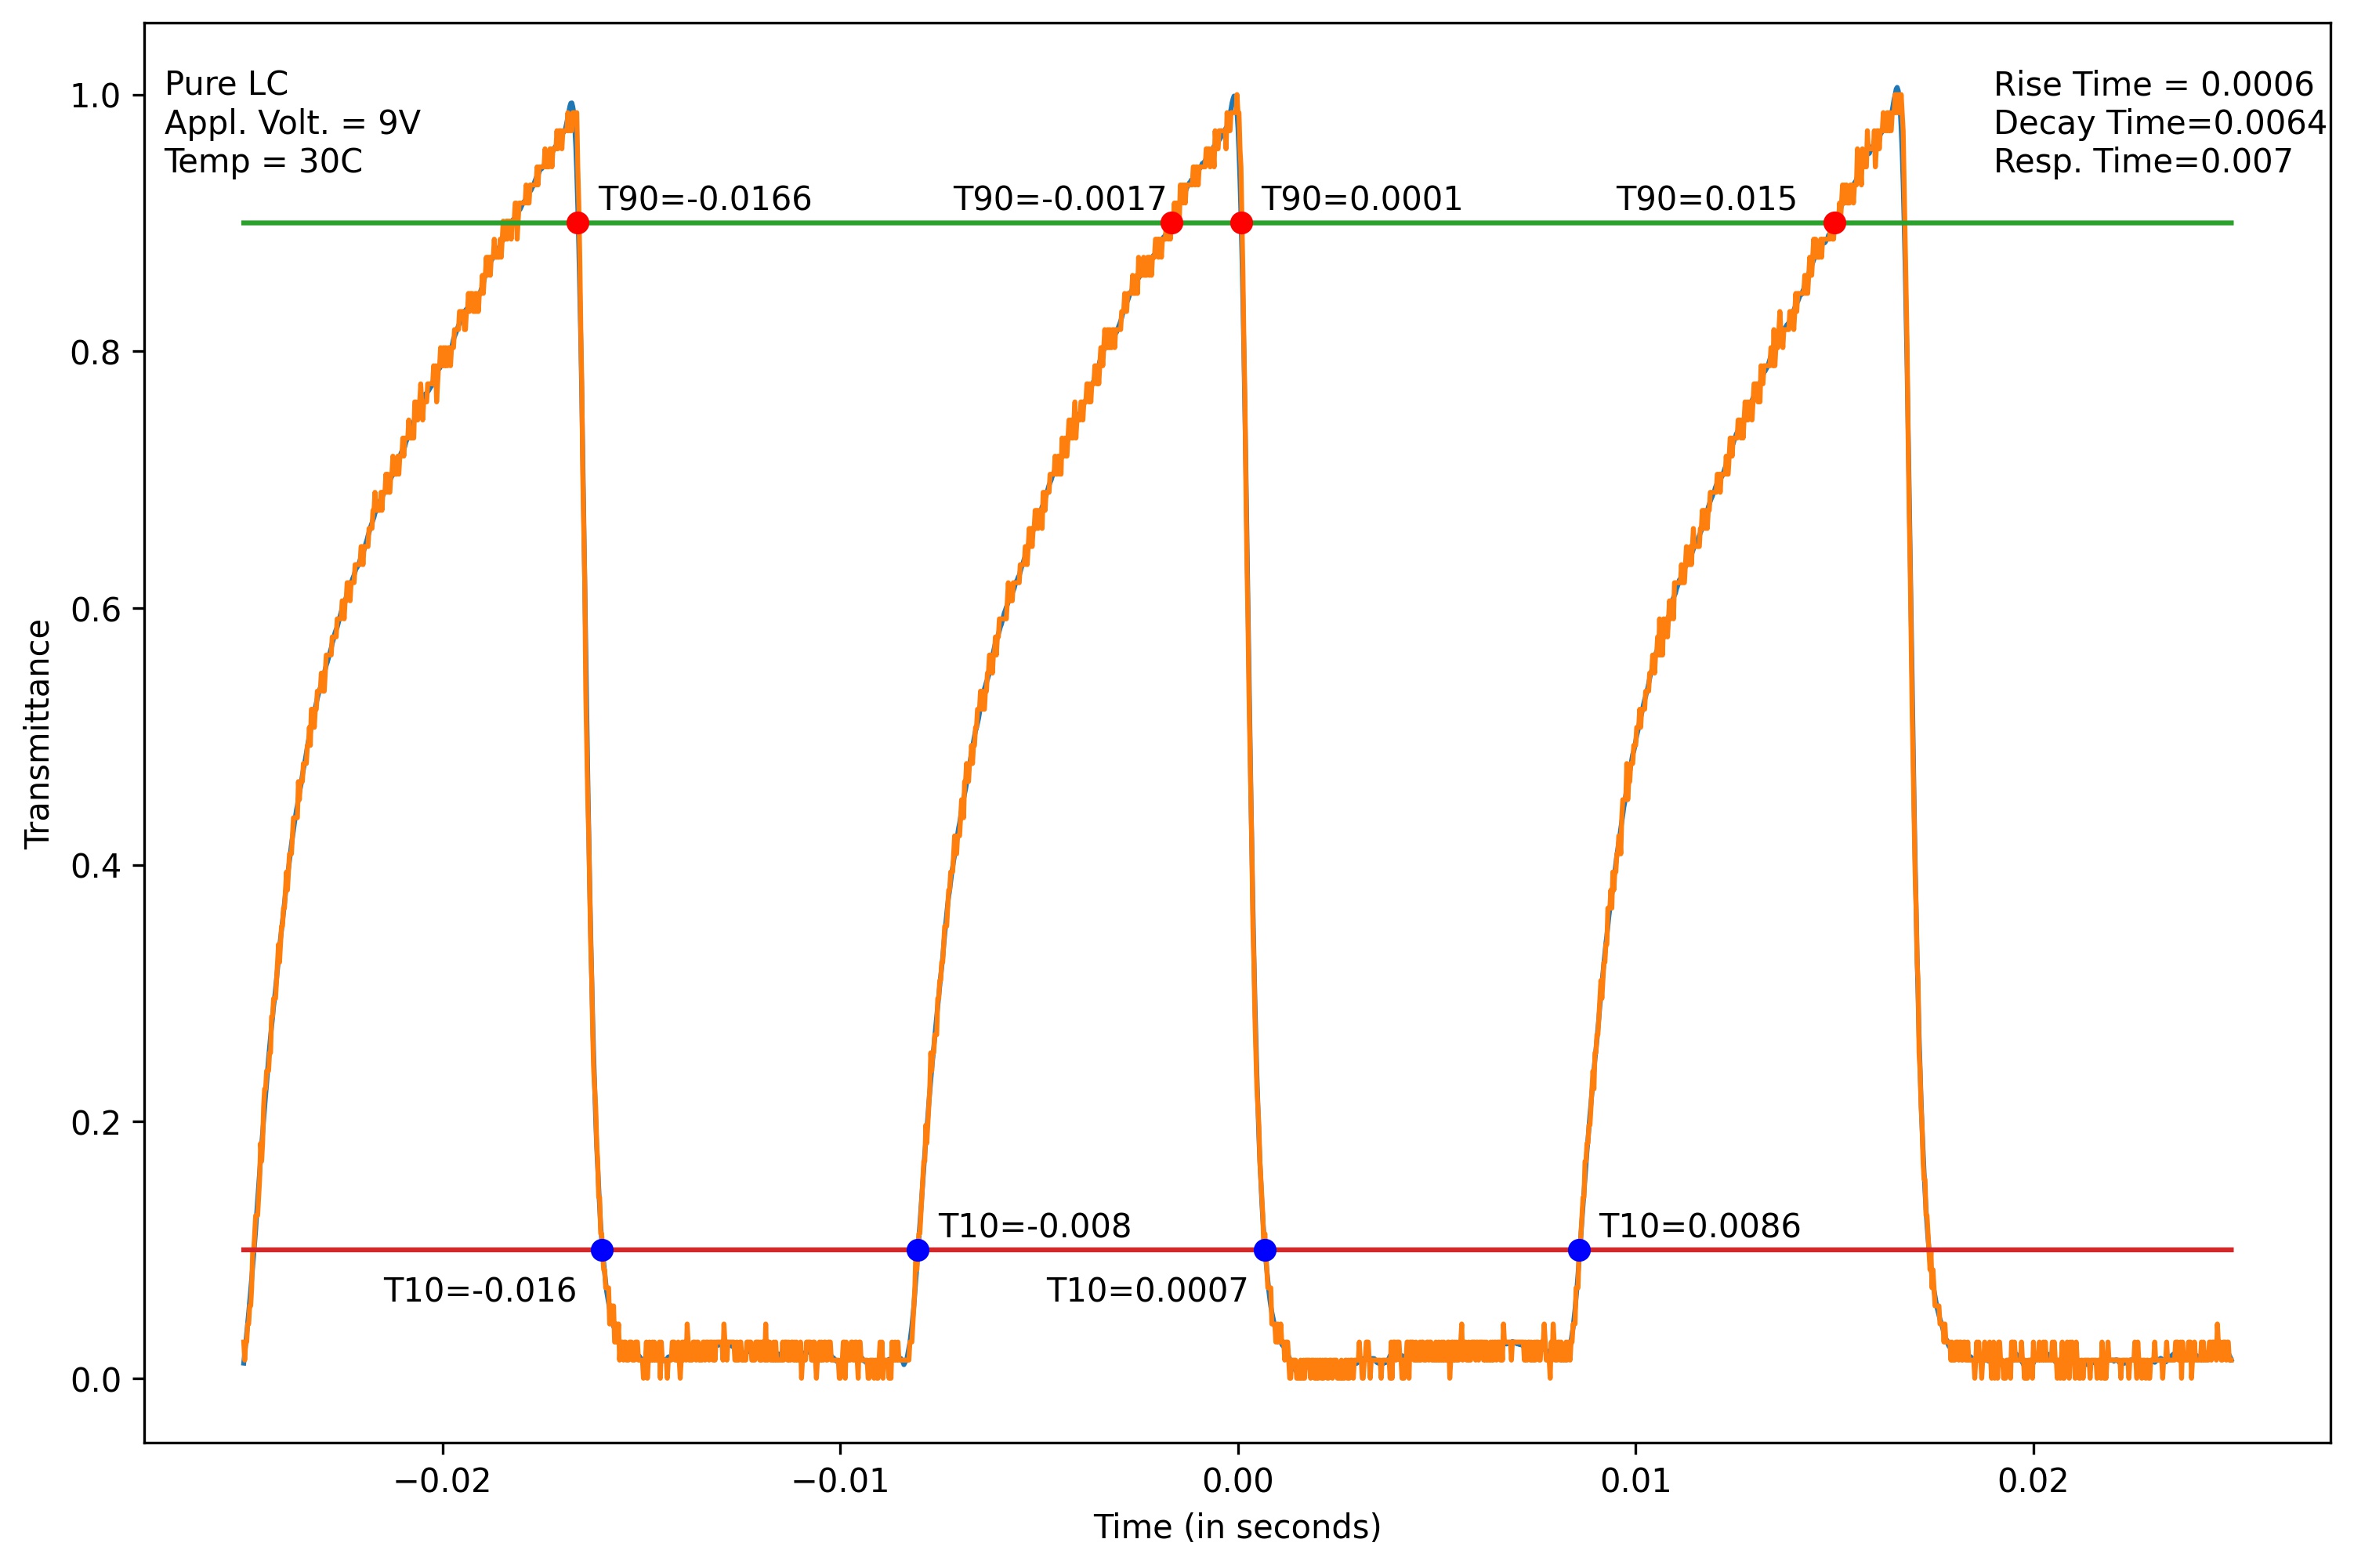 Pure LC
Appl. Volt. = 9V
Temp = 30C
Rise Time = 0.0006
Decay Time=0.0064
Resp. Time=0.007
T90=-0.0166
T90=-0.0017
T90=0.0001
T90=0.015
T10=-0.016
T10=-0.008
T10=0.0007
T10=0.0086
1.0
0.8
0.6
0.4
0.2
0.0
Transmittance
−0.02
−0.01
0.00
0.01
0.02
Time (in seconds)